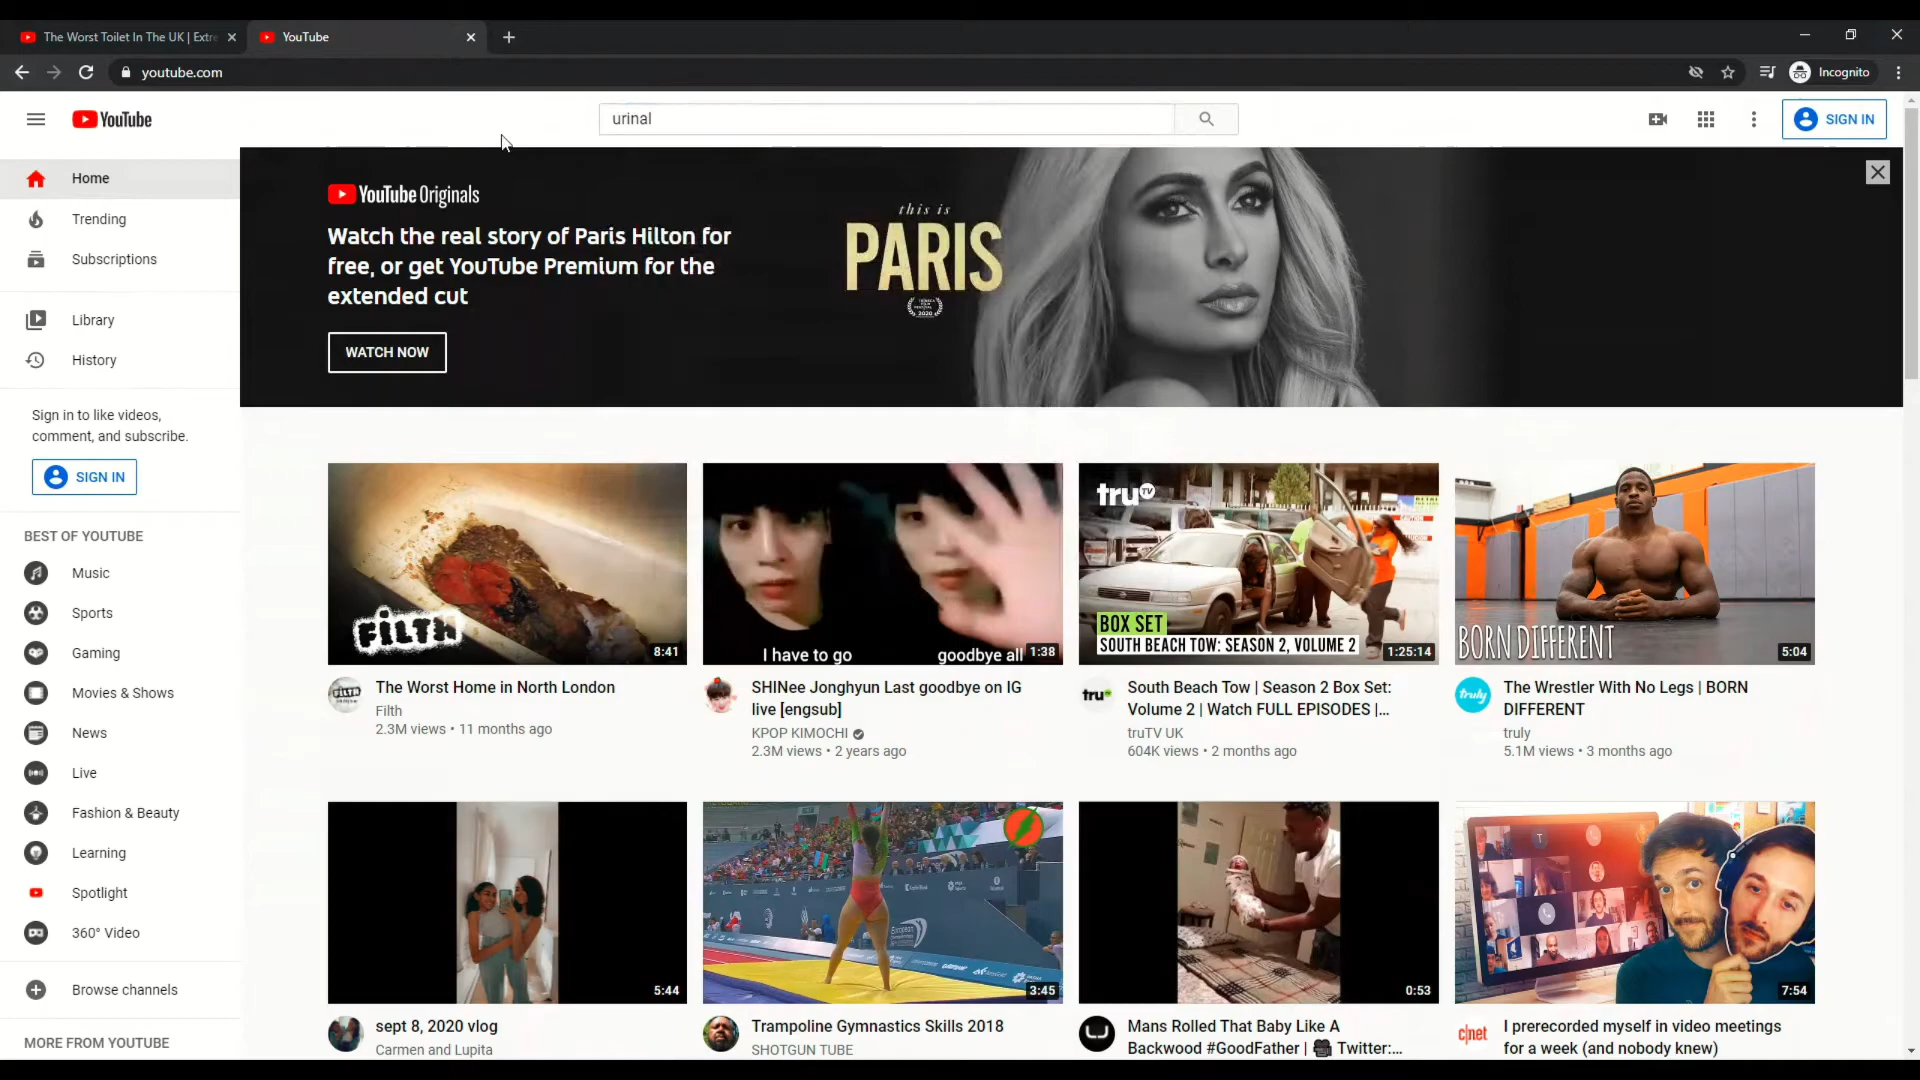 The Worst Toilet In The UK | Extre
YouTube
youtube.com
Incognito
YouTube
urinal
SIGN IN
Home
Trending
Subscriptions
Library
History
Sign in to like videos,
comment, and subscribe.
SIGN IN
BEST OF YOUTUBE
Music
Sports
Gaming
Movies & Shows
News
Live
Fashion & Beauty
Learning
Spotlight
360° Video
Browse channels
MORE FROM YOUTUBE
YouTube Originals
Watch the real story of Paris Hilton for
free, or get YouTube Premium for the
extended cut
WATCH NOW
this is
PARIS
2020
FILTH
8:41
The Worst Home in North London
Filth
2.3M views • 11 months ago
I have to go goodbye all
1:38
SHINee Jonghyun Last goodbye on IG
live [engsub]
KPOP KIMOCHI
2.3M views • 2 years ago
truTV
BOX SET
SOUTH BEACH TOW: SEASON 2, VOLUME 2
1:25:14
South Beach Tow | Season 2 Box Set:
Volume 2 | Watch FULL EPISODES |...
truTV UK
604K views • 2 months ago
BORN DIFFERENT
5:04
truly
The Wrestler With No Legs | BORN
DIFFERENT
truly
5.1M views • 3 months ago
5:44
sept 8, 2020 vlog
Carmen and Lupita
3:45
Trampoline Gymnastics Skills 2018
SHOTGUN TUBE
0:53
Mans Rolled That Baby Like A
Backwood #GoodFather | 🎥 Twitter:...
7:54
c|net
I prerecorded myself in video meetings
for a week (and nobody knew)